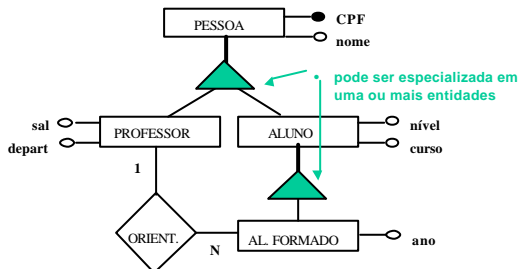 PESSOA
CPF
nome
• pode ser especializada em
uma ou mais entidades
sal
depart
PROFESSOR
ALUNO
nível
curso
1
ORIENT.
N
AL. FORMADO
ano